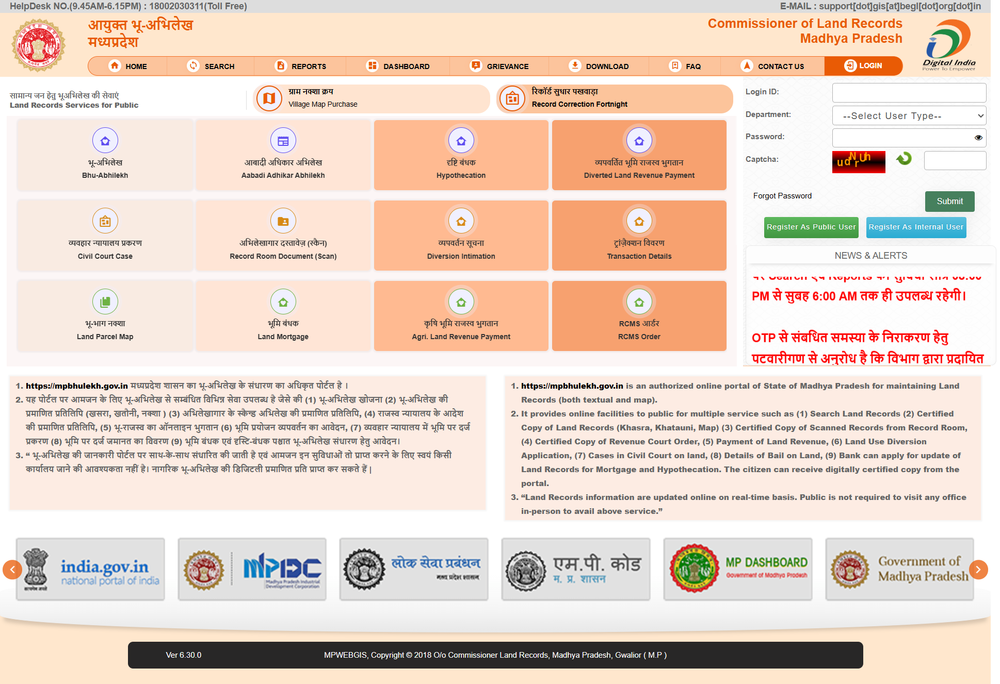 HelpDesk NO.(9.45AM-6.15PM) : 18002030311(Toll Free)
E-MAIL : support[dot]gis[at]begl[dot]org[dot]in
आयुक्त भू-अभिलेख
मध्यप्रदेश
Commissioner of Land Records
Madhya Pradesh
Digital India
Power To Empower
HOME
SEARCH
REPORTS
DASHBOARD
GRIEVANCE
DOWNLOAD
FAQ
CONTACT US
LOGIN
सामान्य जन हेतु भूअभिलेख की सेवाएं
Land Records Services for Public
ग्राम नक्शा क्रय
Village Map Purchase
रिकॉर्ड सुधार पखवाड़ा
Record Correction Fortnight
Login ID:
Department:
--Select User Type--
Password:
Captcha:
Forgot Password
Submit
Register As Public User
Register As Internal User
भू-अभिलेख
Bhu-Abhilekh
आबादी अधिकार अभिलेख
Aabadi Adhikar Abhilekh
दृष्टि बंधक
Hypothecation
व्यपवर्तित भूमि राजस्व भुगतान
Diverted Land Revenue Payment
व्यवहार न्यायालय प्रकरण
Civil Court Case
अभिलेखागार दस्तावेज़ (स्कैन)
Record Room Document (Scan)
व्यपवर्तन सूचना
Diversion Intimation
ट्रांज़ैक्शन विवरण
Transaction Details
भू-भाग नक्शा
Land Parcel Map
भूमि बंधक
Land Mortgage
कृषि भूमि राजस्व भुगतान
Agri. Land Revenue Payment
RCMS आर्डर
RCMS Order
NEWS & ALERTS
PM से सुबह 6:00 AM तक ही उपलब्ध रहेगी।
OTP से संबधित समस्या के निराकरण हेतु
पटवारीगण से अनुरोध है कि विभाग द्वारा प्रदायित
1. https://mpbhulekh.gov.in मध्यप्रदेश शासन का भू-अभिलेख के संधारण का अधिकृत पोर्टल है ।
2. यह पोर्टल पर आमजन के लिए भू-अभिलेख से सम्बंधित विभिन्न सेवा उपलब्ध है जैसे की (1) भू-अभिलेख खोजना (2) भू-अभिलेख की
प्रमाणित प्रतिलिपि (खसरा, खतौनी, नक्शा ) (3) अभिलेखागार के स्कैन्ड अभिलेख की प्रमाणित प्रतिलिपि, (4) राजस्व न्यायालय के आदेश
की प्रमाणित प्रतिलिपि, (5) भू-राजस्व का ऑनलाइन भुगतान (6) भूमि प्रयोजन व्यपवर्तन का आवेदन, (7) व्यवहार न्यायालय में भूमि पर दर्ज
प्रकरण (8) भूमि पर दर्ज जमानत का विवरण (9) भूमि बंधक एवं दृस्टि-बंधक पश्चात भू-अभिलेख संधारण हेतु आवेदन।
3. “ भू-अभिलेख की जानकारी पोर्टल पर साथ-के-साथ संधारित की जाती है एवं आमजन इन सुविधाओं तो प्राप्त करने के लिए स्वयं किसी
कार्यालय जाने की आवश्यकता नहीं है। नागरिक भू-अभिलेख की डिजिटली प्रमाणित प्रति प्राप्त कर सकते हैं |
1. https://mpbhulekh.gov.in is an authorized online portal of State of Madhya Pradesh for maintaining Land
Records (both textual and map).
2. It provides online facilities to public for multiple service such as (1) Search Land Records (2) Certified
Copy of Land Records (Khasra, Khatauni, Map) (3) Certified Copy of Scanned Records from Record Room,
(4) Certified Copy of Revenue Court Order, (5) Payment of Land Revenue, (6) Land Use Diversion
Application, (7) Cases in Civil Court on land, (8) Details of Bail on Land, (9) Bank can apply for update of
Land Records for Mortgage and Hypothecation. The citizen can receive digitally certified copy from the
portal.
3. “Land Records information are updated online on real-time basis. Public is not required to visit any office
in-person to avail above service.”
सत्यमेव जयते
india.gov.in
national portal of india
MPIDC
Madhya Pradesh Industrial
Development Corporation
लोक सेवा प्रबंधन
मध्य प्रदेश शासन
एम.पी. कोड
म. प्र. शासन
MP DASHBOARD
Government of Madhya Pradesh
Government of
Madhya Pradesh
Ver 6.30.0
MPWEBGIS, Copyright © 2018 O/o Commissioner Land Records, Madhya Pradesh, Gwalior ( M.P )